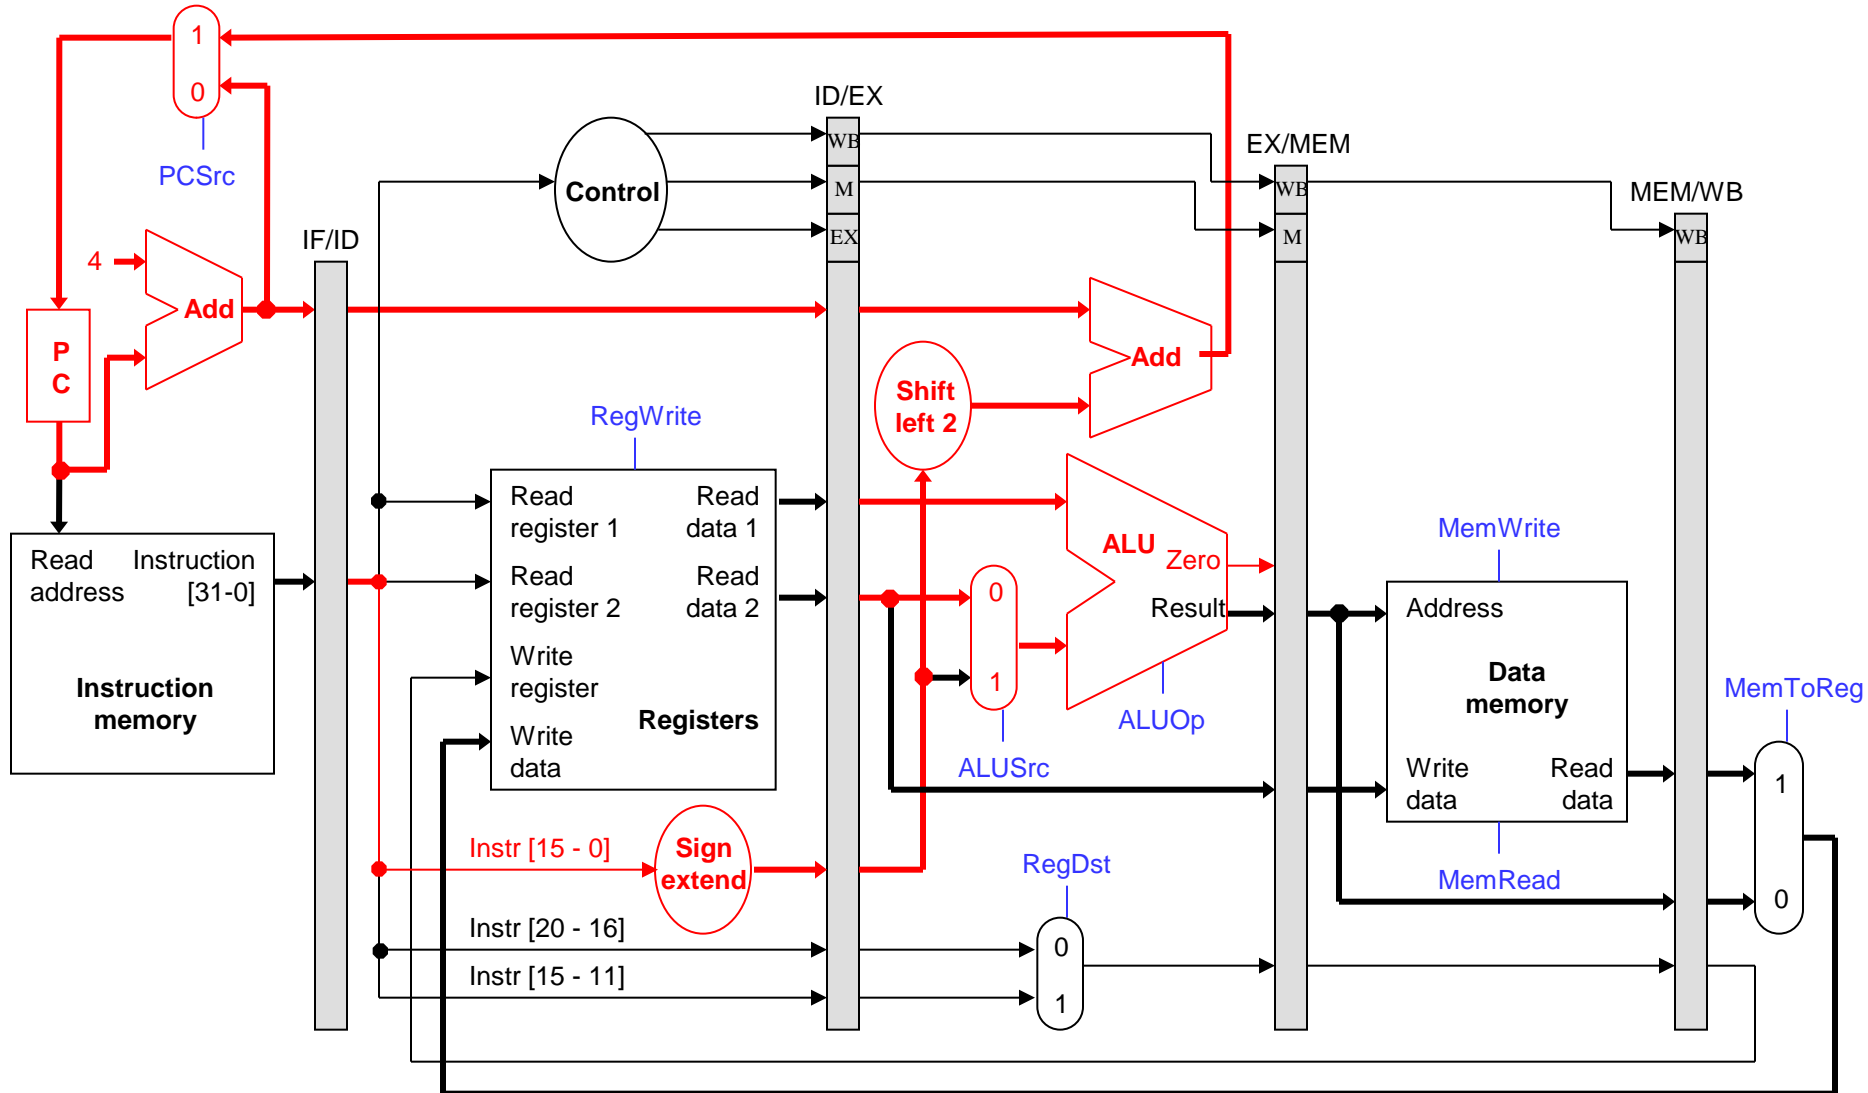 1
0
PCSrc
4
Add
P
C
IF/ID
Control
ID/EX
WB
M
EX
EX/MEM
WB
M
MEM/WB
WB
Add
Shift
left 2
RegWrite
Read
register 1
Read
data 1
Read
register 2
Read
data 2
Write
register
Registers
Write
data
Read
address
Instruction
[31-0]
Instruction
memory
ALU
Zero
Result
0
1
ALUSrc
ALUOp
MemWrite
Address
Data
memory
Write
data
Read
data
MemRead
MemToReg
1
0
Instr [15 - 0]
Sign
extend
RegDst
Instr [20 - 16]
0
Instr [15 - 11]
1